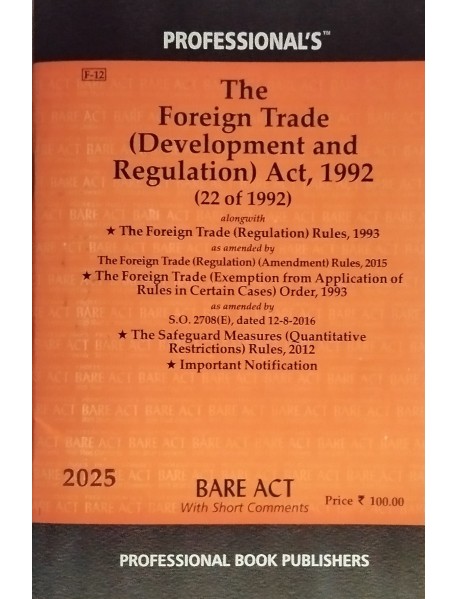 PROFESSIONAL'S™
F-12
The
Foreign Trade
(Development and
Regulation) Act, 1992
(22 of 1992)
alongwith
★ The Foreign Trade (Regulation) Rules, 1993
as amended by
The Foreign Trade (Regulation) (Amendment) Rules, 2015
★ The Foreign Trade (Exemption from Application of
Rules in Certain Cases) Order, 1993
as amended by
S.O. 2708(E), dated 12-8-2016
★ The Safeguard Measures (Quantitative
Restrictions) Rules, 2012
★ Important Notification
2025
BARE ACT
With Short Comments
Price ₹ 100.00
PROFESSIONAL BOOK PUBLISHERS